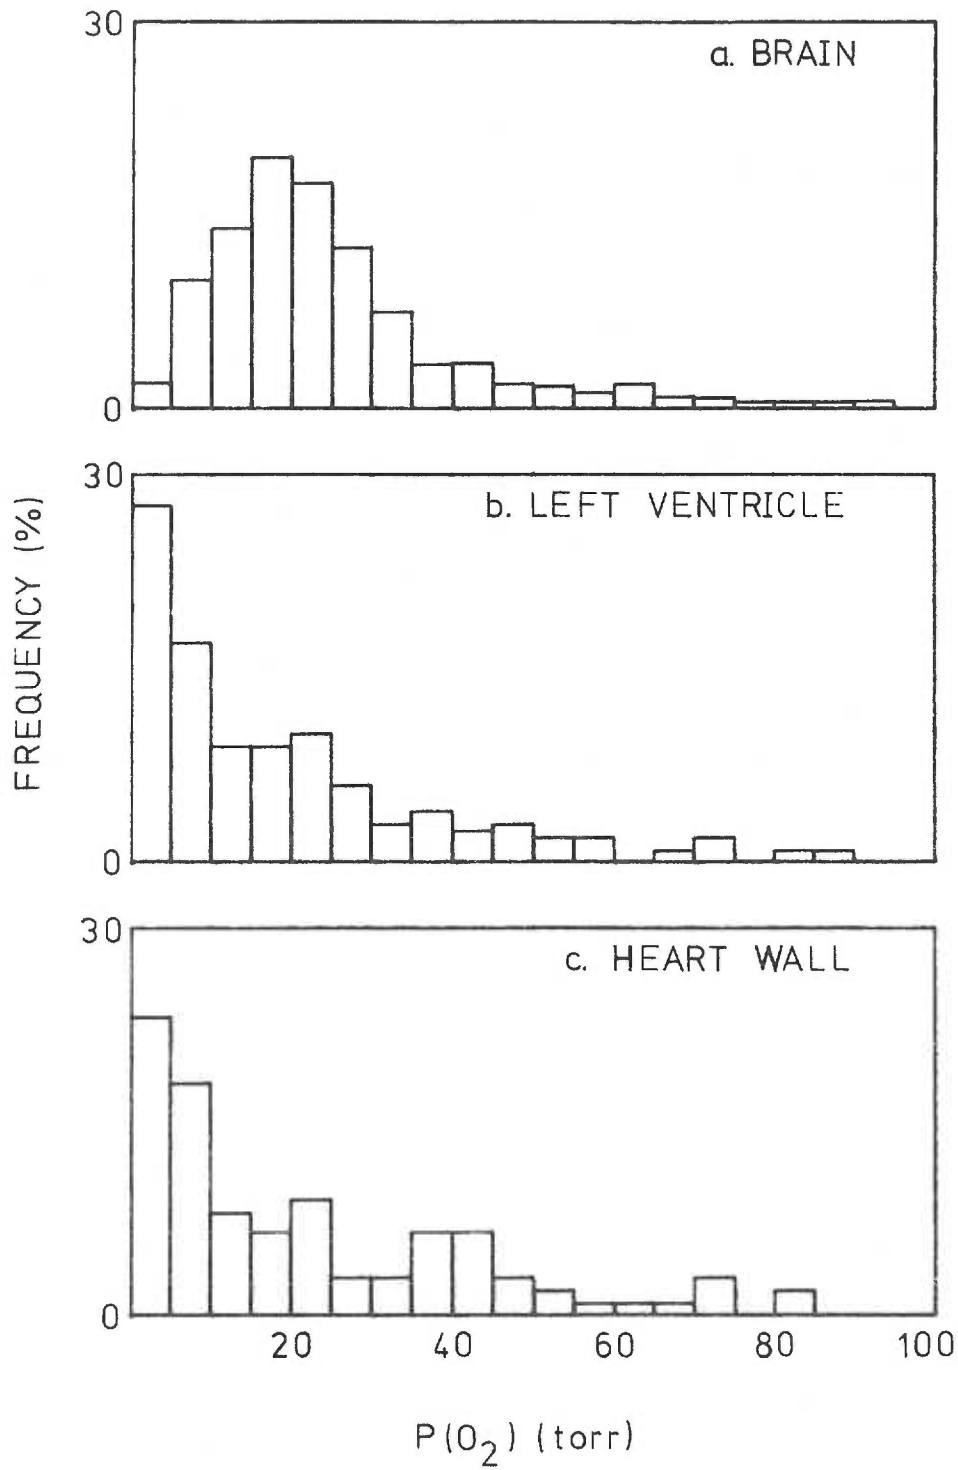 30
a. BRAIN
0
30
b. LEFT VENTRICLE
0
30
c. HEART WALL
0
20 40 60 80 100
FREQUENCY (%)
P(O₂) (torr)